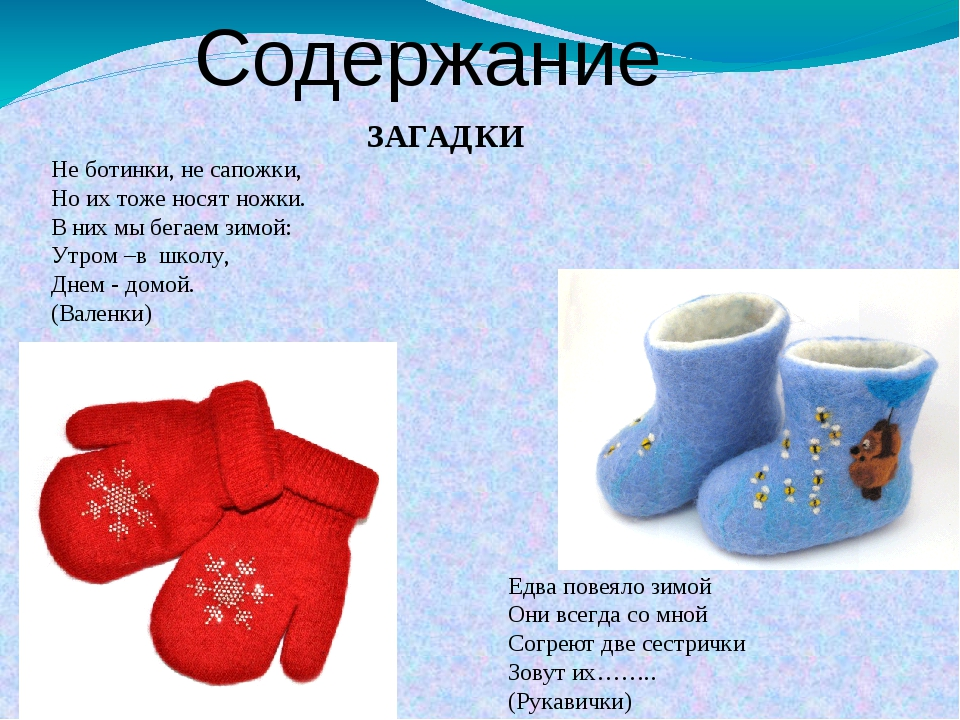 Содержание
ЗАГАДКИ
Не ботинки, не сапожки,
Но их тоже носят ножки.
В них мы бегаем зимой:
Утром –в школу,
Днем - домой.
(Валенки)
Едва повеяло зимой
Они всегда со мной
Согреют две сестрички
Зовут их……..
(Рукавички)